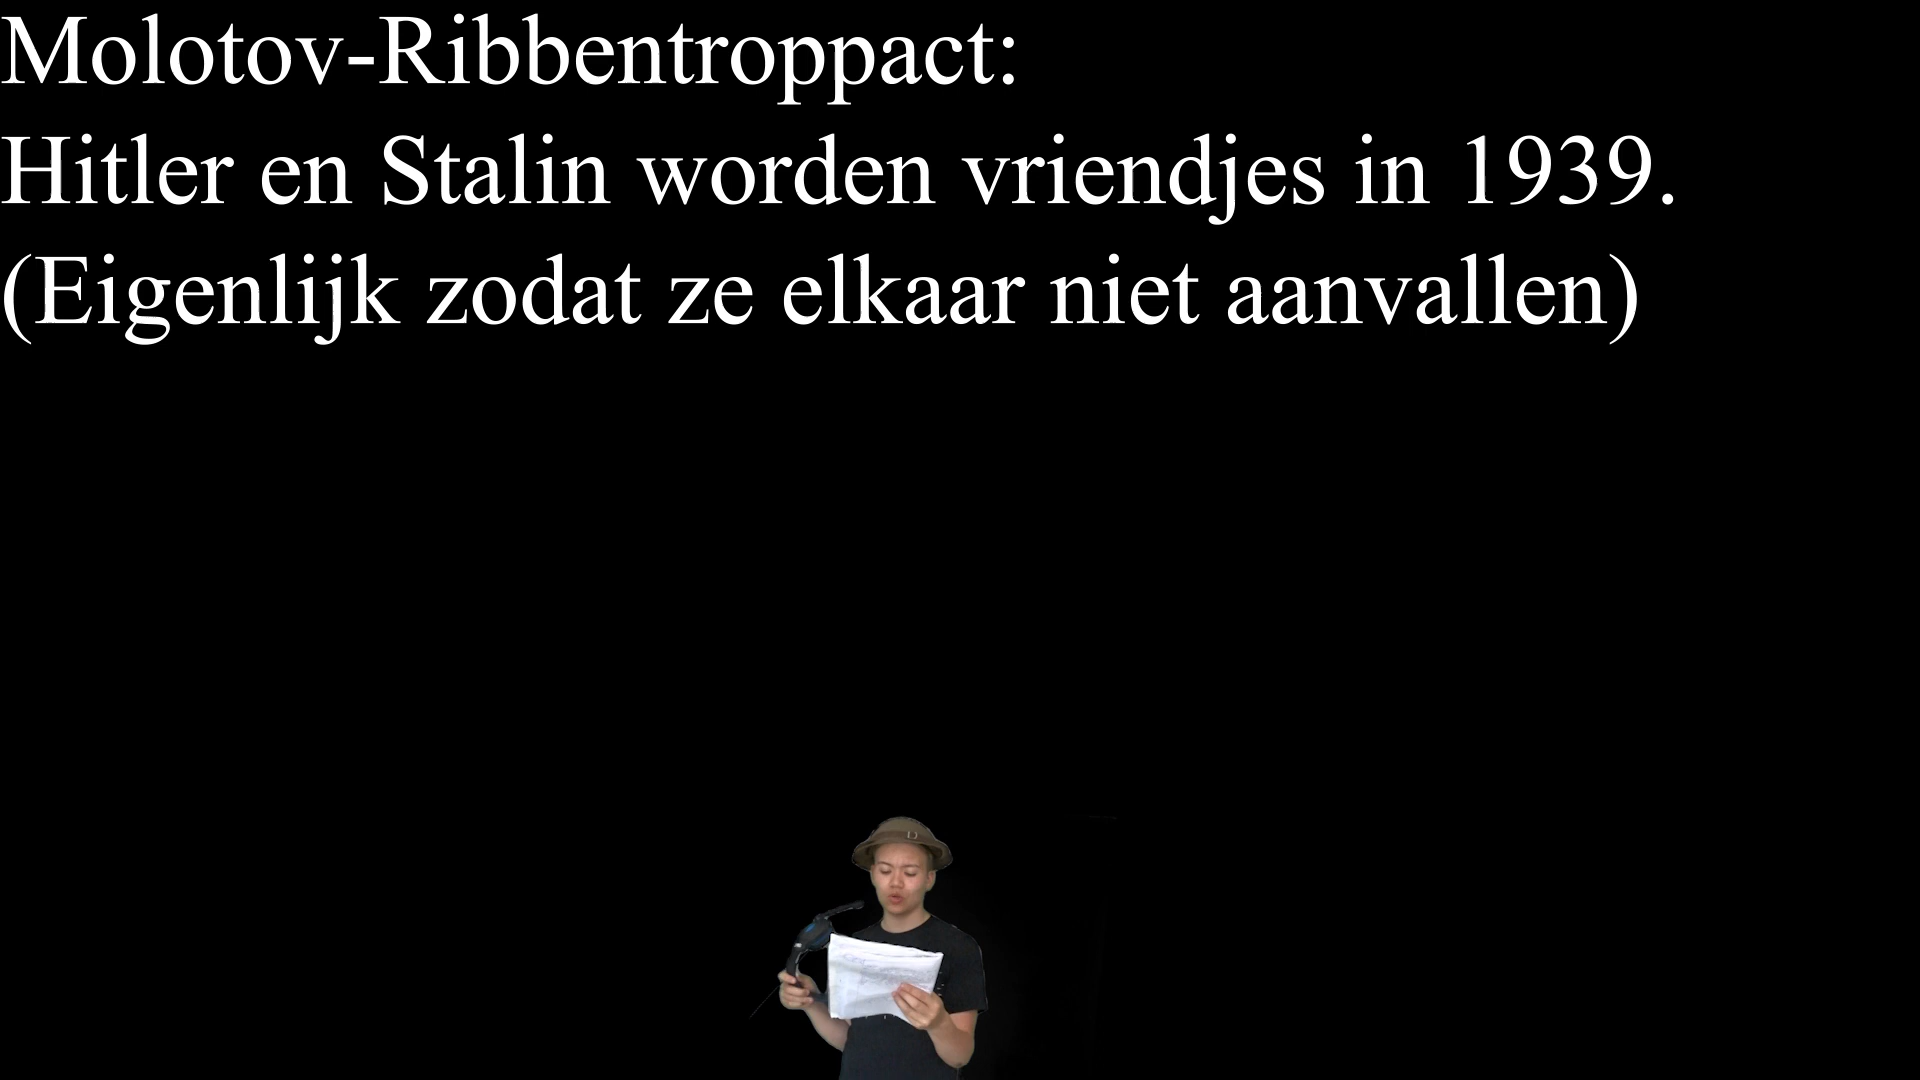 Molotov-Ribbentroppact:
Hitler en Stalin worden vriendjes in 1939.
(Eigenlijk zodat ze elkaar niet aanvallen)